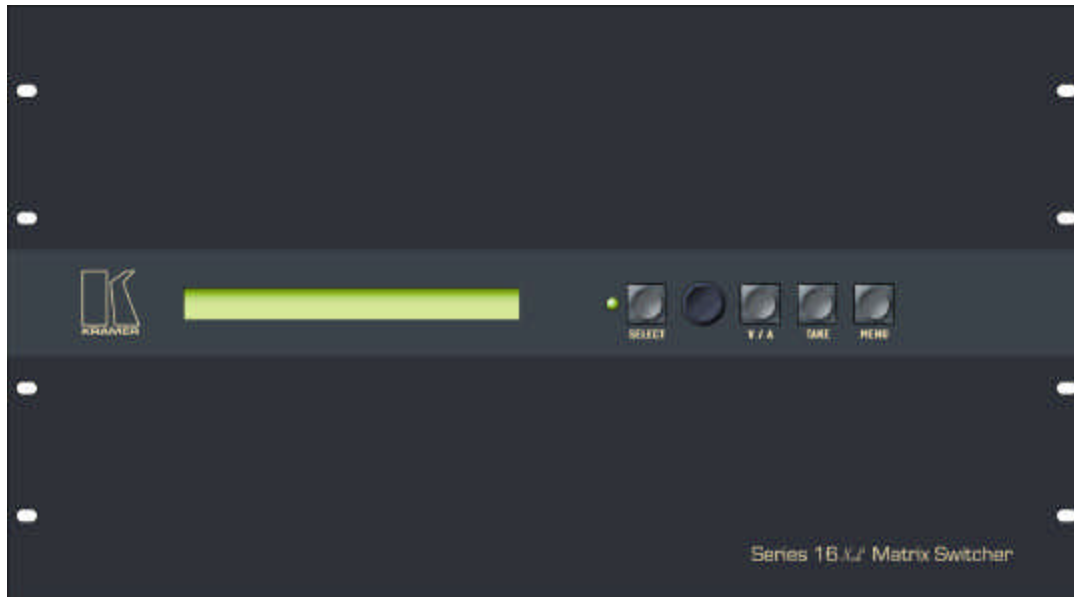 KRAMER
SELECT
V / A
TAKE
MENU
Series 16 Matrix Switcher